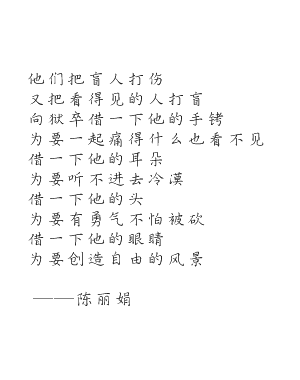 他们把盲人打伤
又把看得见的人打盲
向狱卒借一下他的手铐
为要一起痛得什么也看不见
借一下他的耳朵
为要听不进去冷漠
借一下他的头
为要有勇气不怕被砍
借一下他的眼睛
为要创造自由的风景
——陈丽娟